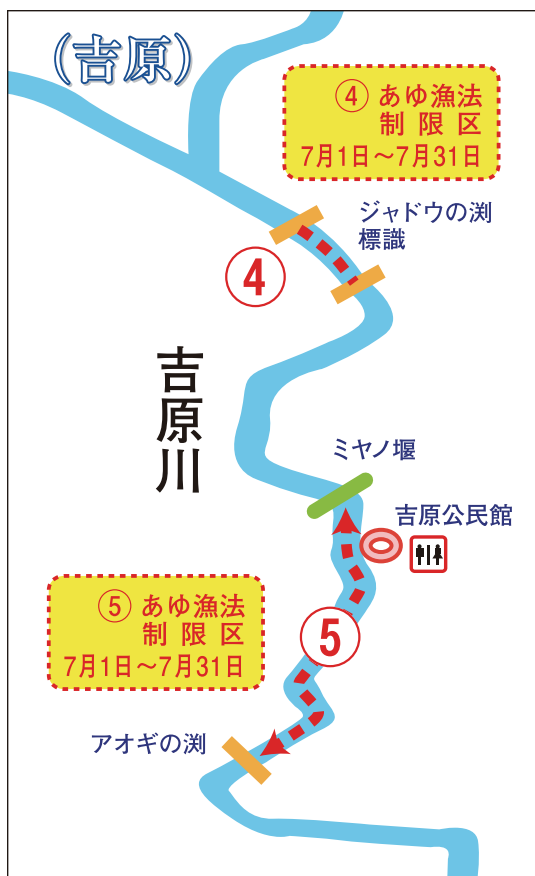 (吉原)
④ あゆ漁法
制限区
7月1日~7月31日
ジャドウの渕
標識
④
吉原川
ミヤノ堰
吉原公民館
⑤ あゆ漁法
制限区
7月1日~7月31日
⑤
アオギの渕